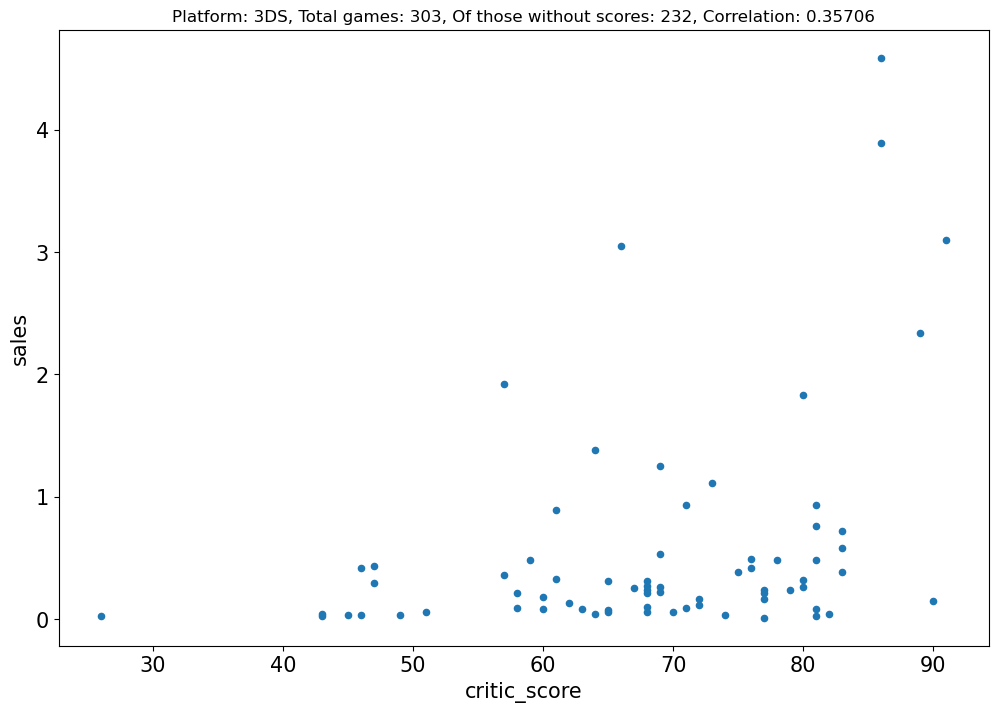 Platform: 3DS, Total games: 303, Of those without scores: 232, Correlation: 0.35706
4
3
2
1
0
sales
30 40 50 60 70 80 90
critic_score